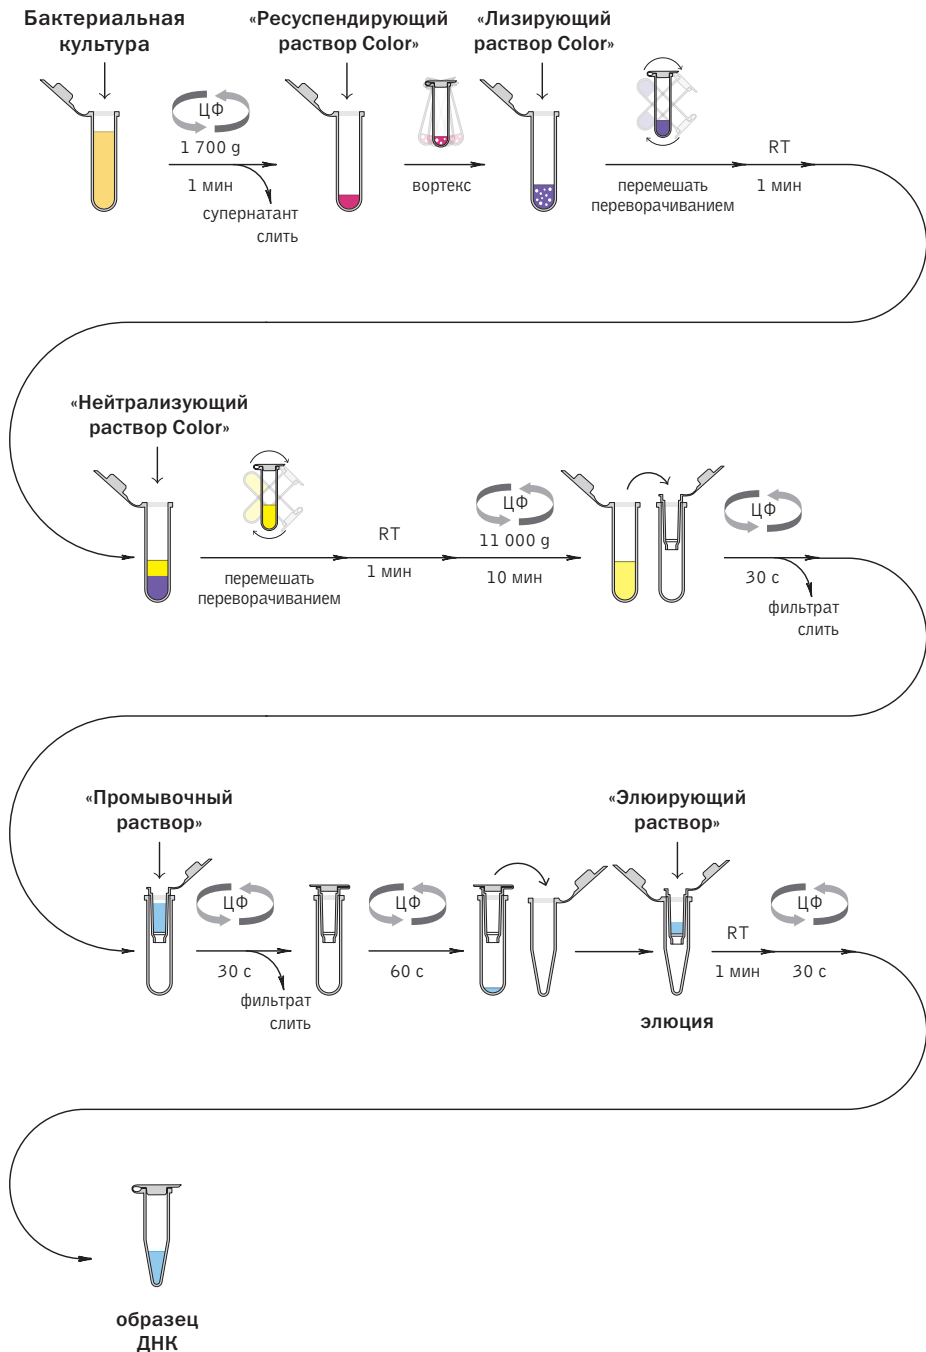 Бактериальная
культура
«Ресуспендирующий
раствор Color»
«Лизирующий
раствор Color»
ЦФ
1 700 g
1 мин
супернатант
слить
вортекс
перемешать
переворачиванием
RT
1 мин
«Нейтрализующий
раствор Color»
перемешать
переворачиванием
RT
1 мин
ЦФ
11 000 g
10 мин
ЦФ
30 с
фильтрат
слить
«Промывочный
раствор»
ЦФ
30 с
фильтрат
слить
ЦФ
60 с
«Элюирующий
раствор»
элюция
RT
1 мин
ЦФ
30 с
образец
ДНК